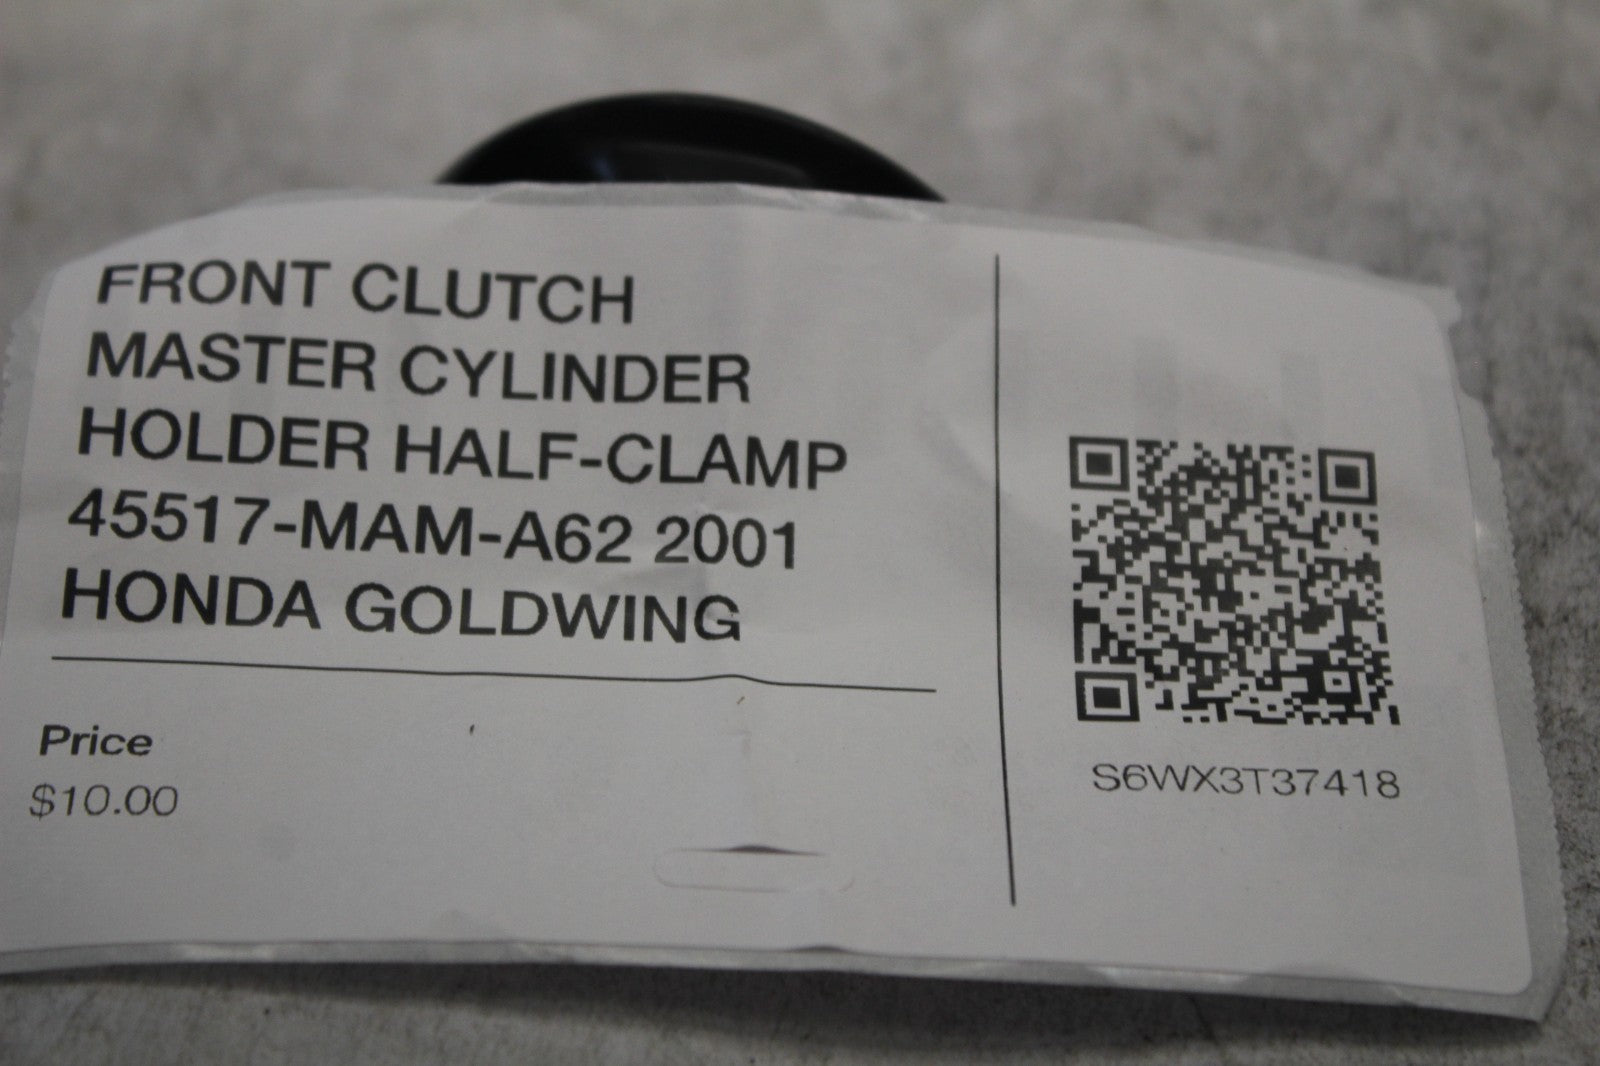 FRONT CLUTCH
MASTER CYLINDER
HOLDER HALF-CLAMP
45517-MAM-A62 2001
HONDA GOLDWING
Price
$10.00
S6WX3T37418